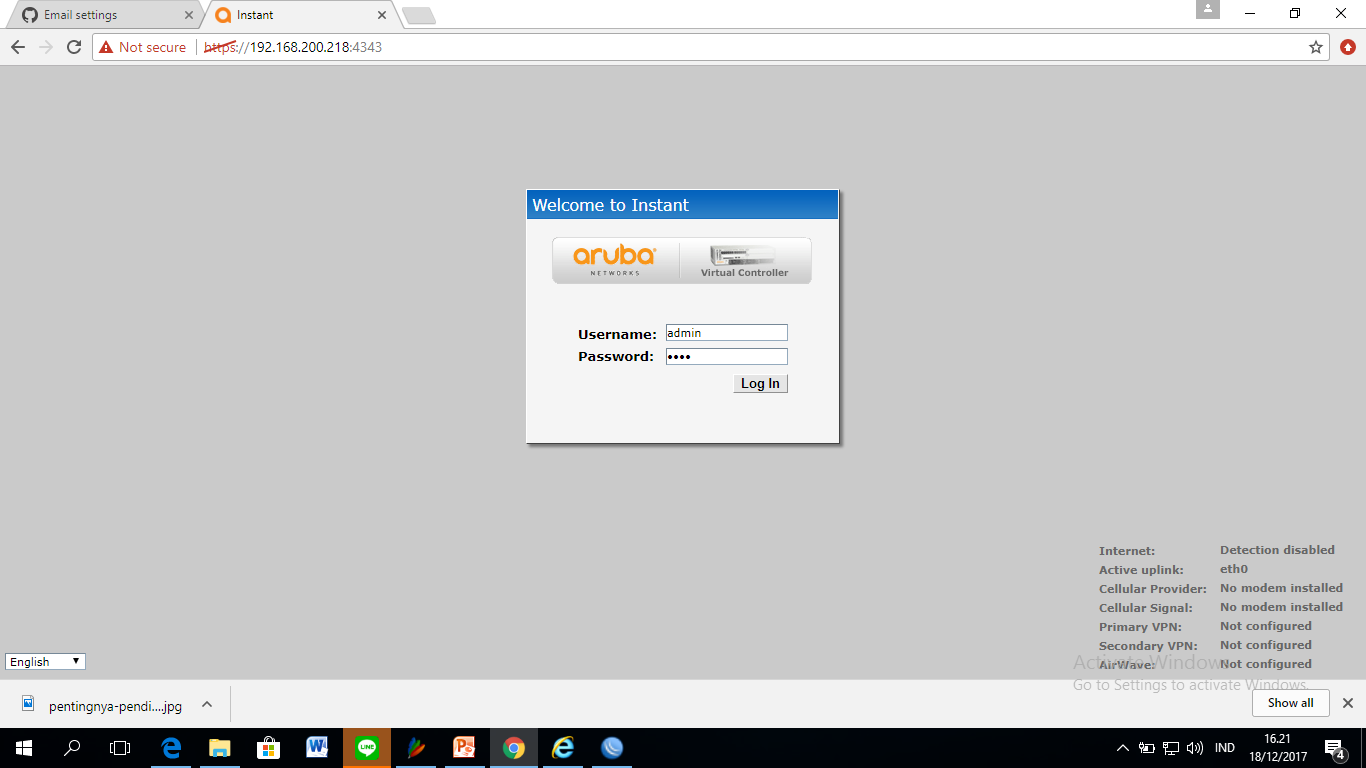 Email settings
Instant
Not secure
https://192.168.200.218:4343
Welcome to Instant
aruba
NETWORKS
Virtual Controller
Username: admin
Password: ••••
Log In
Internet: Detection disabled
Active uplink: eth0
Cellular Provider: No modem installed
Cellular Signal: No modem installed
Primary VPN: Not configured
Secondary VPN: Not configured
AirWave: Not configured
Activate Windows
Go to Settings to activate Windows.
English
pentingnya-pendi....jpg
Show all
LINE
IND
16.21
18/12/2017
4